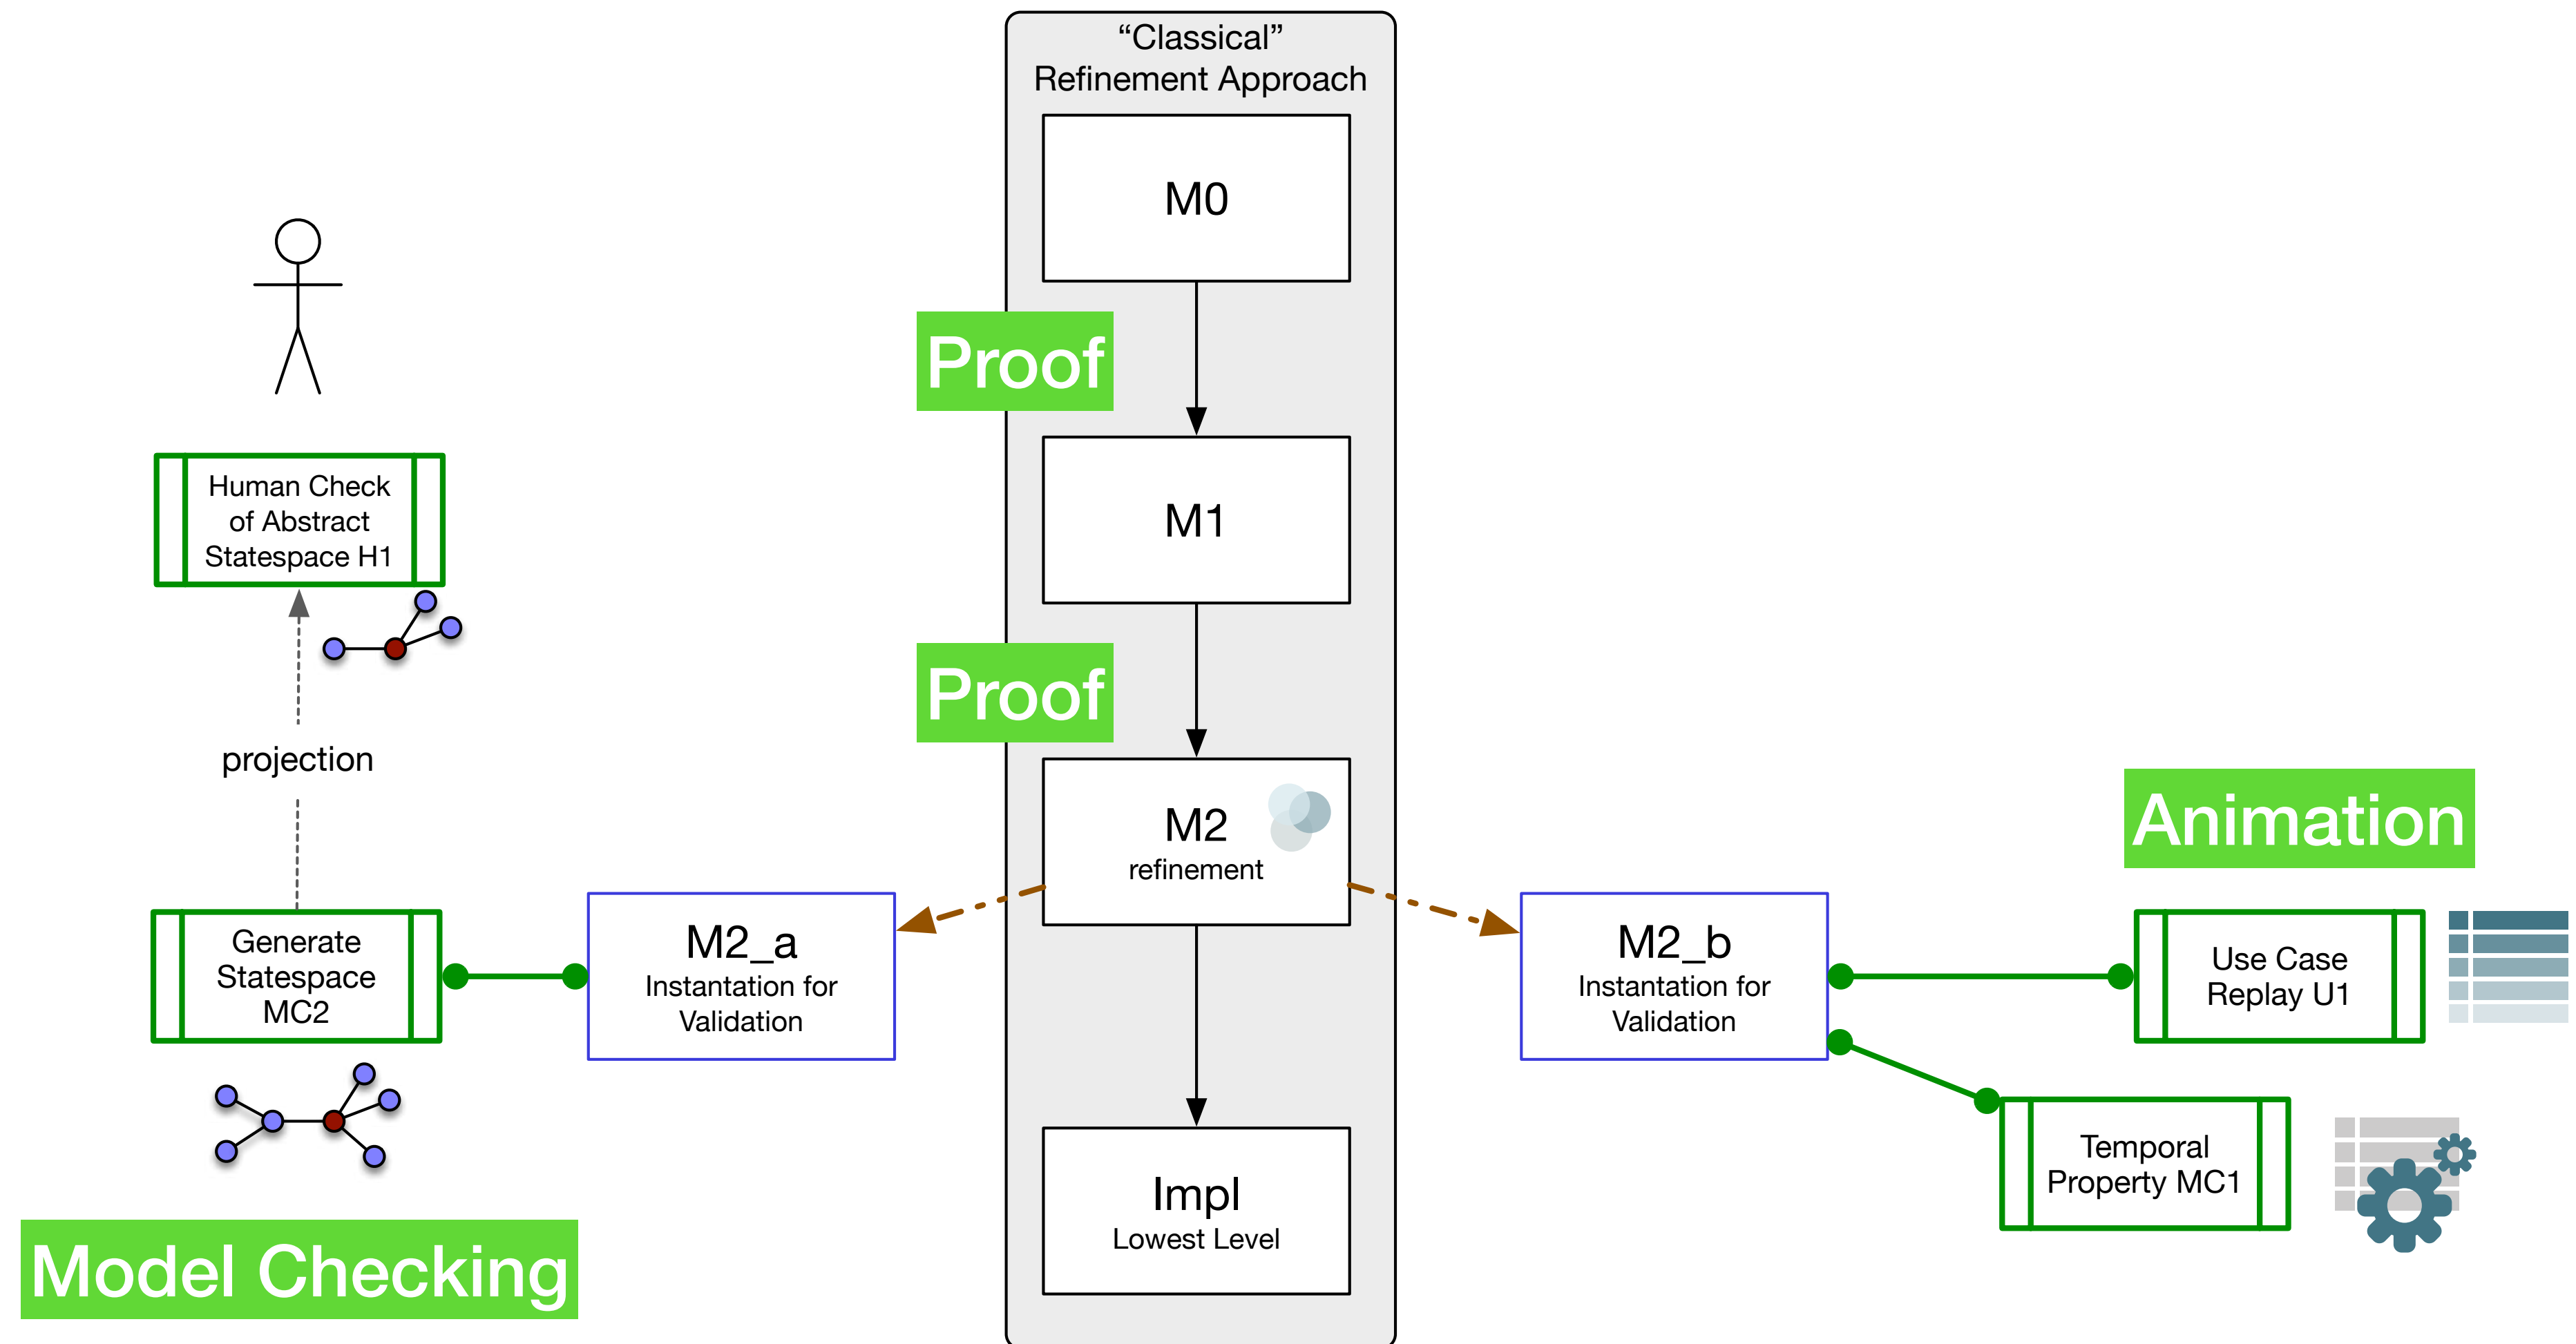 “Classical”
Refinement Approach
M0
Proof
M1
Proof
M2
refinement
Impl
Lowest Level
Human Check
of Abstract
Statespace H1
projection
Generate
Statespace
MC2
Model Checking
M2_a
Instantation for
Validation
M2_b
Instantation for
Validation
Animation
Use Case
Replay U1
Temporal
Property MC1